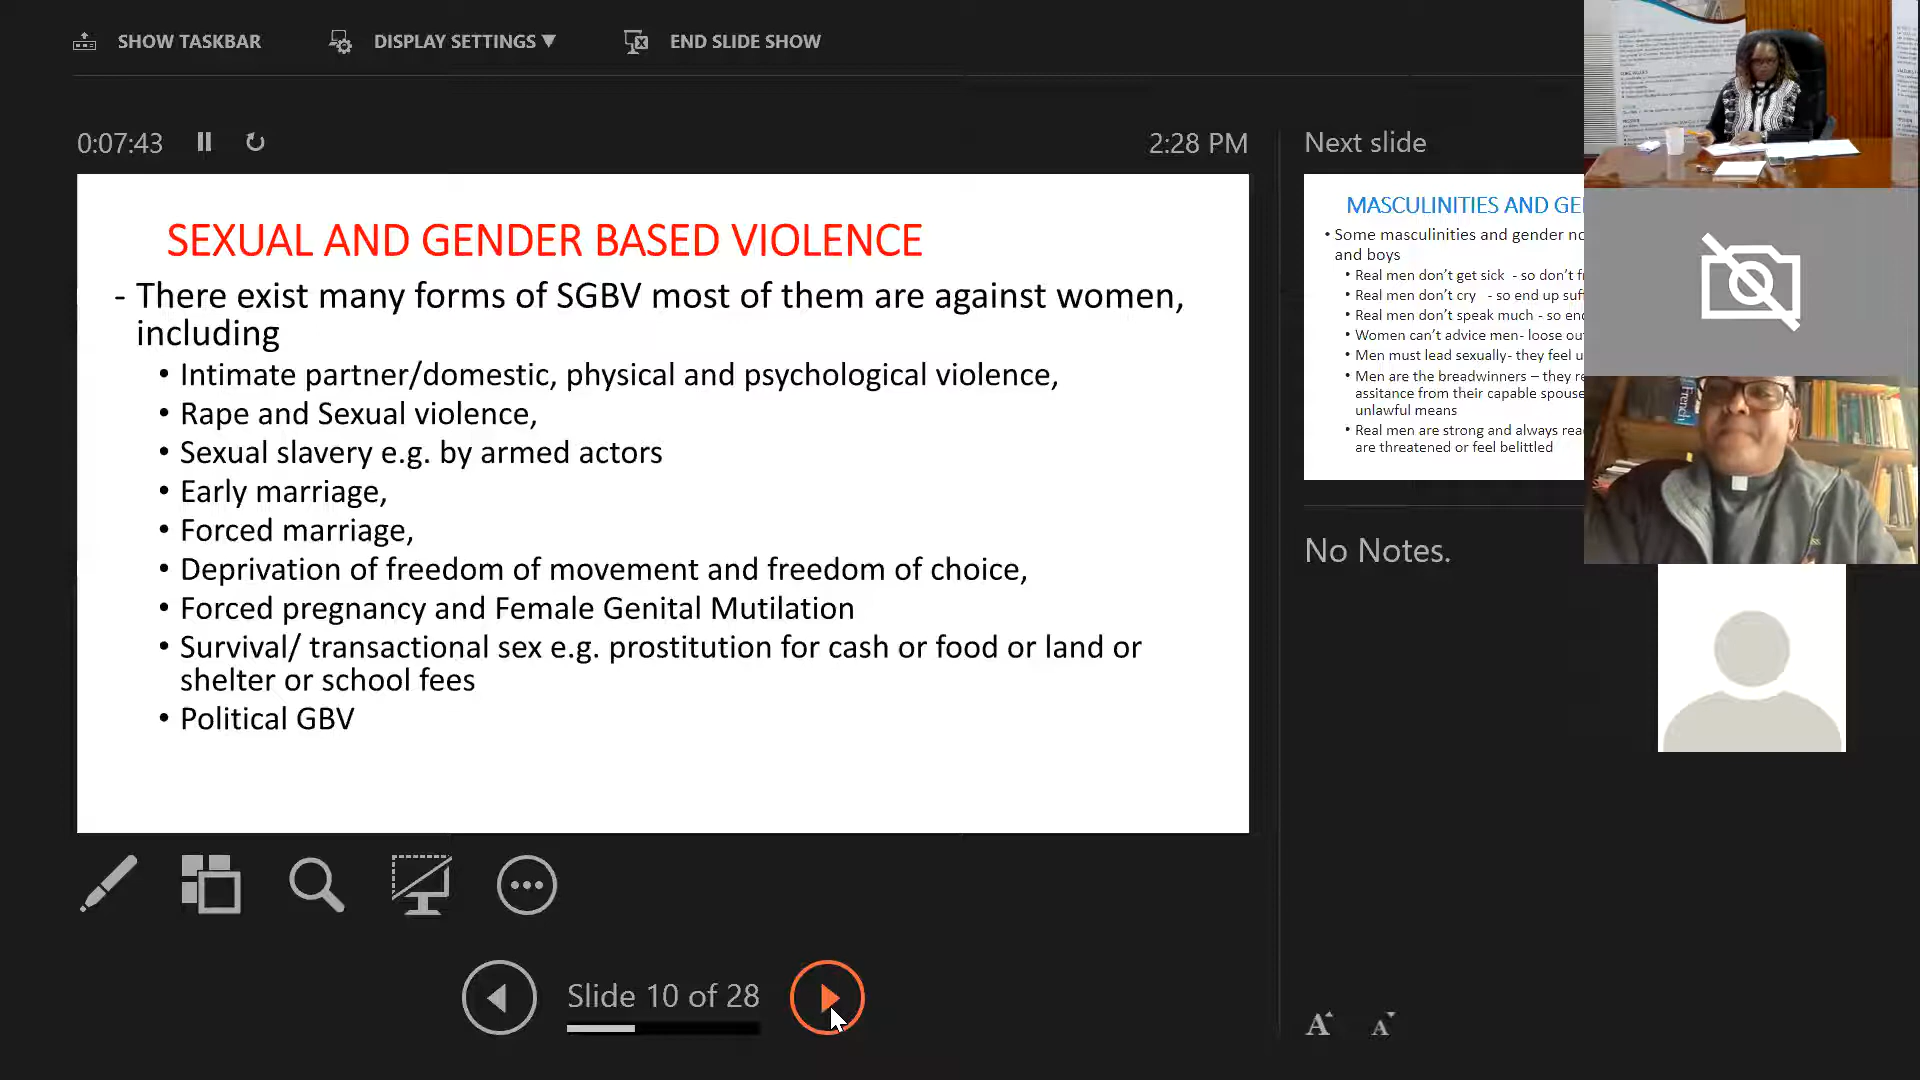 SHOW TASKBAR
DISPLAY SETTINGS ▼
END SLIDE SHOW
0:07:43
2:28 PM
SEXUAL AND GENDER BASED VIOLENCE
- There exist many forms of SGBV most of them are against women,
including
• Intimate partner/domestic, physical and psychological violence,
• Rape and Sexual violence,
• Sexual slavery e.g. by armed actors
• Early marriage,
• Forced marriage,
• Deprivation of freedom of movement and freedom of choice,
• Forced pregnancy and Female Genital Mutilation
• Survival/ transactional sex e.g. prostitution for cash or food or land or
shelter or school fees
• Political GBV
Slide 10 of 28
Next slide
MASCULINITIES AND
• Some masculinities and gender
and boys
• Real men don't get sick - so don't
• Real men don't cry - so end up
• Real men don't speak much - so
• Women can't advice men- loose
• Men must lead sexually- they feel
• Men are the breadwinners – they
assitance from their capable
unlawful means
• Real men are strong and always
are threatened or feel belittled
No Notes.
A
A
French